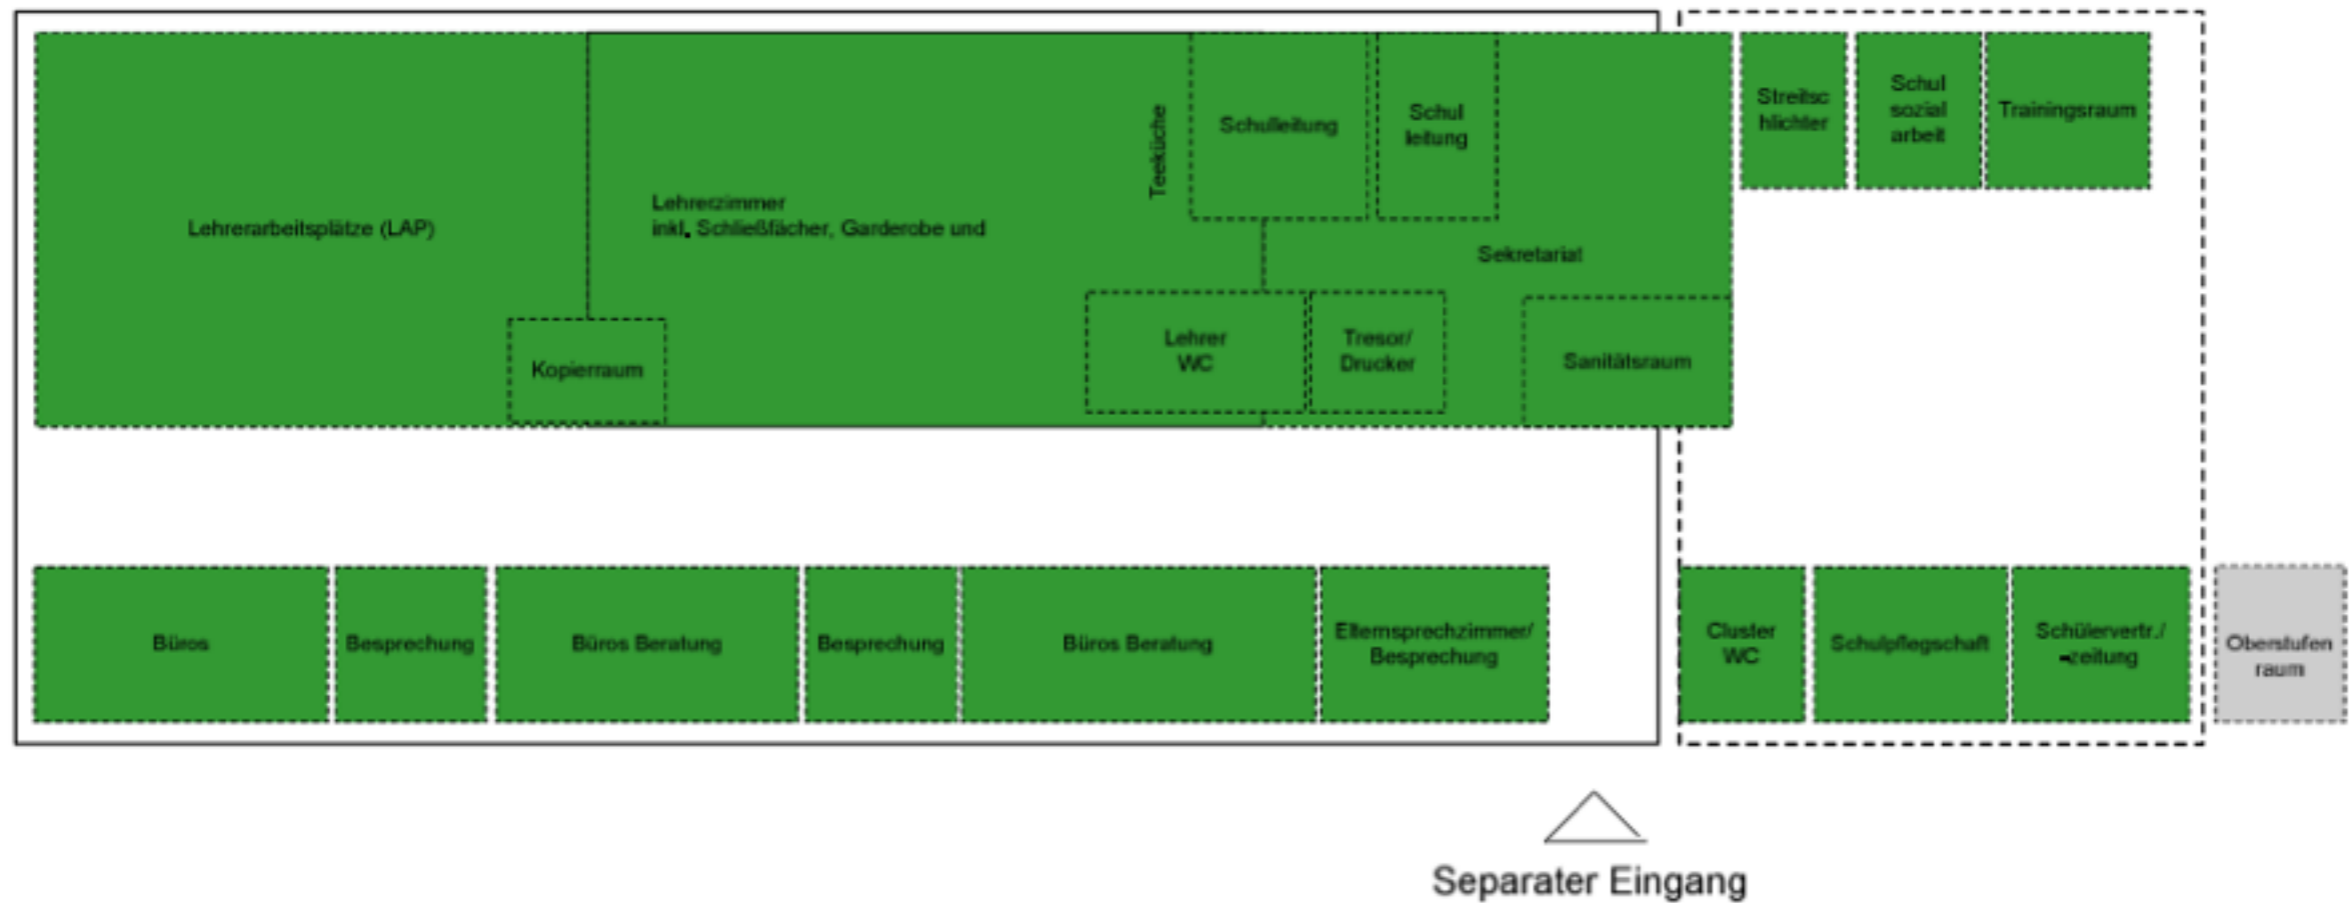 Lehrerarbeitsplätze (LAP)
Lehrerzimmer
inkl. Schließfächer, Garderobe und
Teeküche
Kopierraum
Schulleitung
Schul
leitung
Sekretariat
Lehrer
WC
Tresor/
Drucker
Sanitätsraum
Streitsc
hlichter
Schul
sozial
arbeit
Trainingsraum
Büros
Besprechung
Büros Beratung
Besprechung
Büros Beratung
Elternsprechzimmer/
Besprechung
Cluster
WC
Schulpflegschaft
Schülervertr./
-zeitung
Oberstufen
raum
Separater Eingang